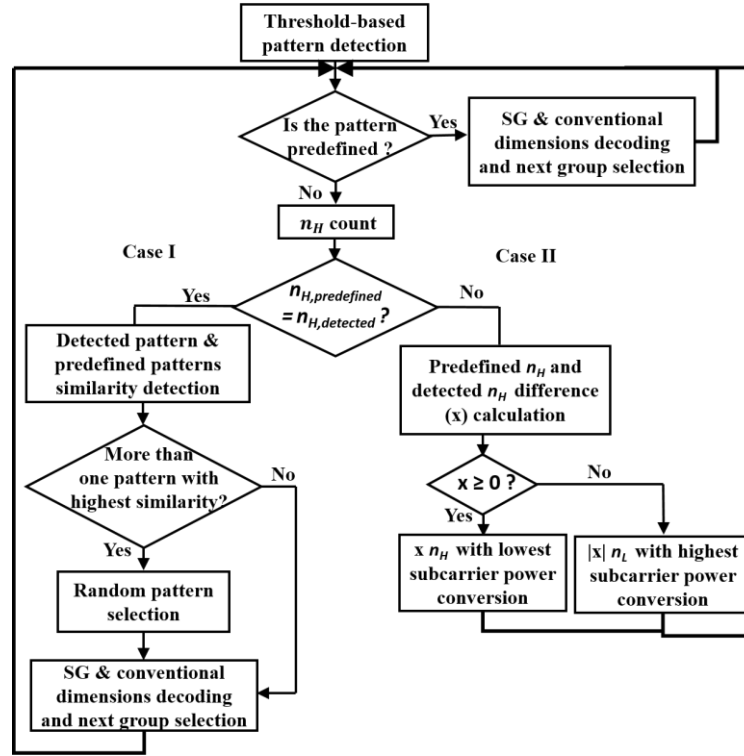 Threshold-based
pattern detection
Is the pattern
predefined ?
Yes
SG & conventional
dimensions decoding
and next group selection
No
n_H count
Case I
Case II
Yes
n_H,predefined
= n_H,detected ?
No
Detected pattern &
predefined patterns
similarity detection
Predefined n_H and
detected n_H difference
(x) calculation
More than
one pattern with
highest similarity?
No
x ≥ 0 ?
No
Yes
Yes
x n_H with lowest
subcarrier power
conversion
|x| n_L with highest
subcarrier power
conversion
Random pattern
selection
SG & conventional
dimensions decoding
and next group selection